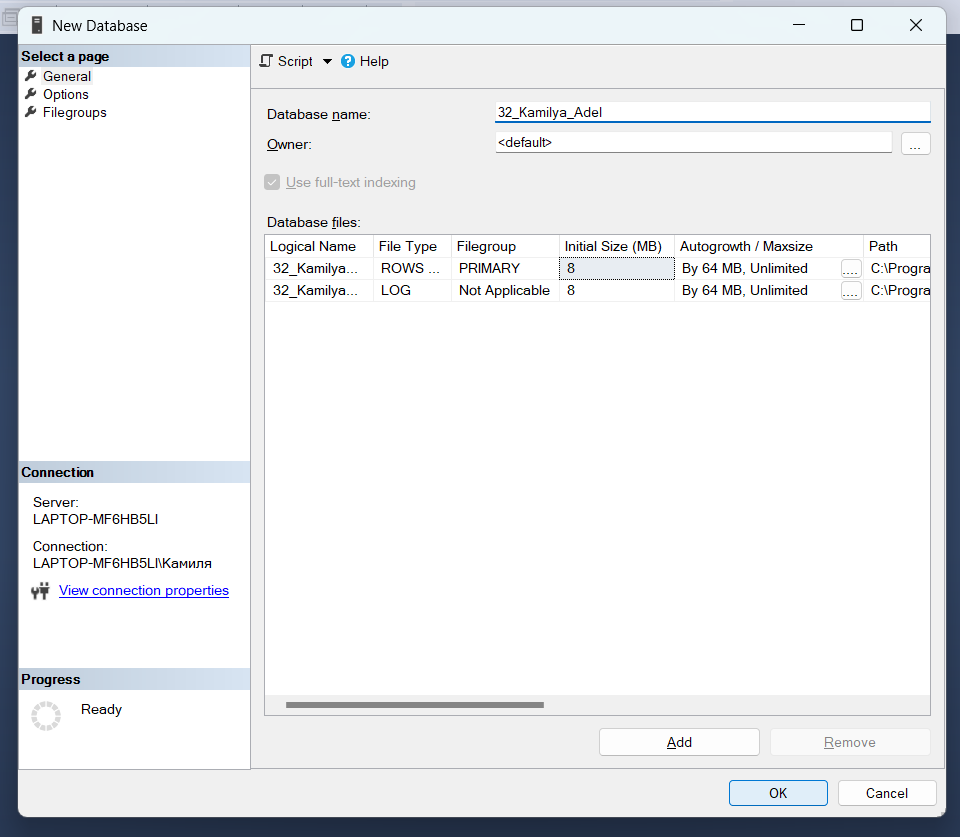 New Database
Select a page
General
Options
Filegroups
Script Help
Database name: 32_Kamilya_Adel
Owner: <default> ...
Use full-text indexing
Database files:
Logical Name File Type Filegroup Initial Size (MB) Autogrowth / Maxsize Path
32_Kamilya... ROWS ... PRIMARY 8 By 64 MB, Unlimited ... C:\Progra
32_Kamilya... LOG Not Applicable 8 By 64 MB, Unlimited ... C:\Progra
Connection
Server:
LAPTOP-MF6HB5LI
Connection:
LAPTOP-MF6HB5LI\Камиля
View connection properties
Progress
Ready
Add Remove
OK Cancel